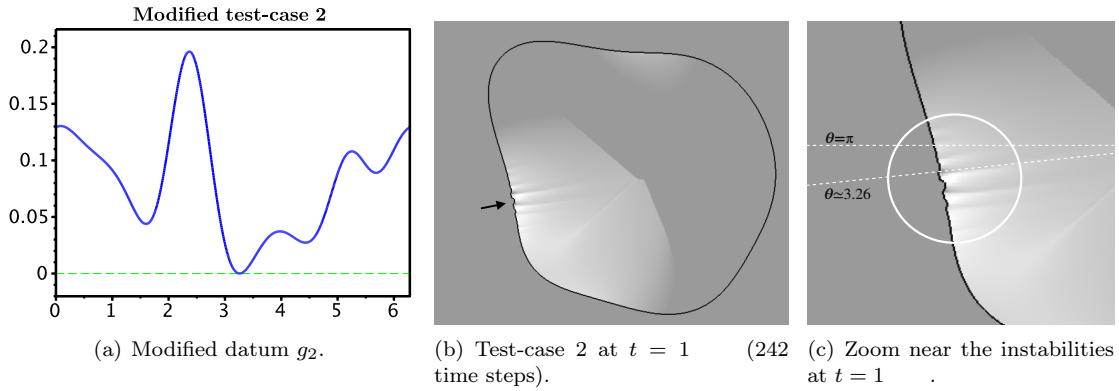 Modified test-case 2
0.2
0.15
0.1
0.05
0
0 1 2 3 4 5 6
θ=π
θ≃3.26
(a) Modified datum g₂.
(b) Test-case 2 at t = 1 (242
time steps).
(c) Zoom near the instabilities
at t = 1 .